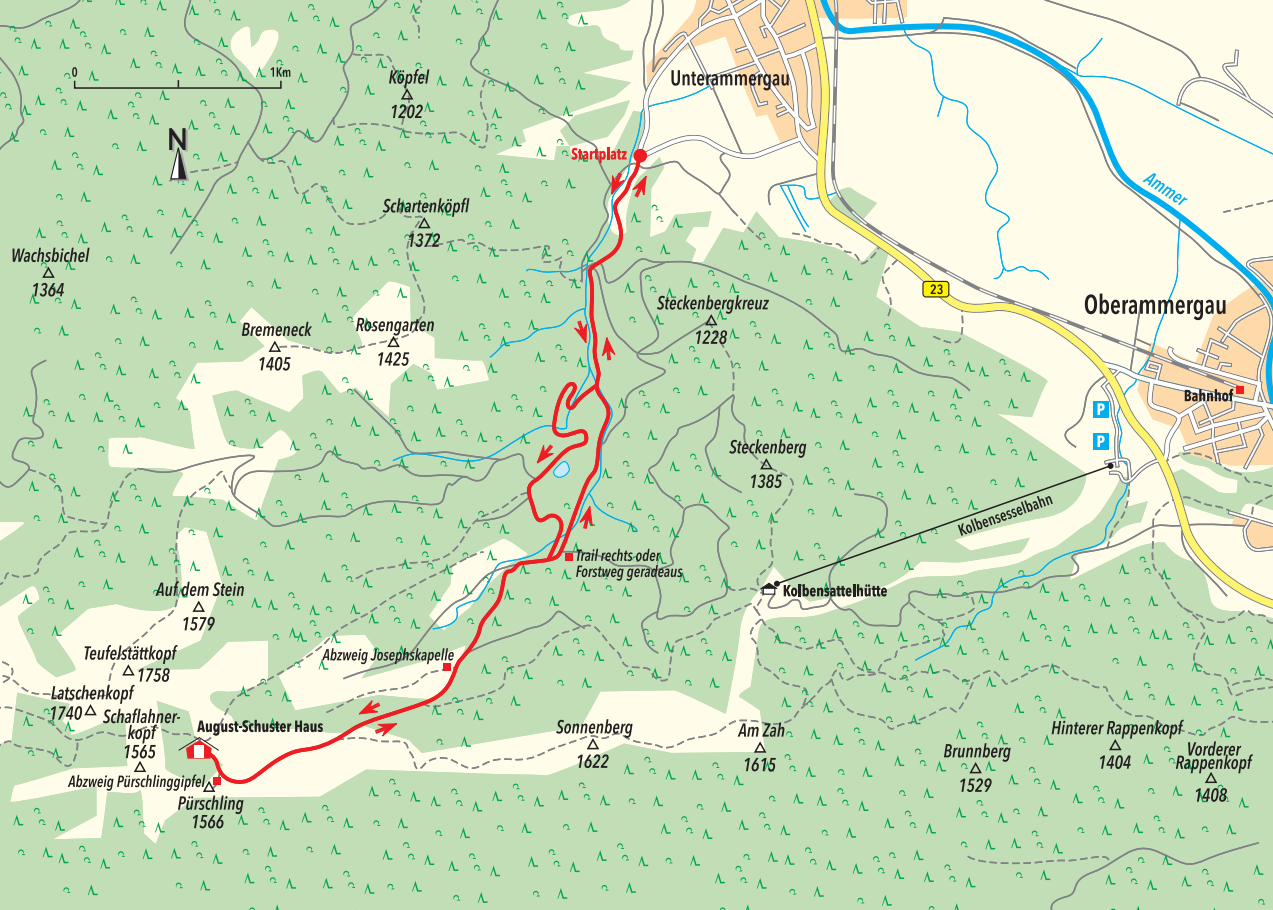 0
1Km
N
Köpfel
1202
Unterammergau
Startplatz
Ammer
Schartenköpfl
1372
Wachsbichel
1364
23
Oberammergau
Steckenbergkreuz
1228
Bremeneck
1405
Rosengarten
1425
Bahnhof
P
P
Steckenberg
1385
Kolbensesselbahn
Trail rechts oder
Forstweg geradeaus
Kolbensattelhütte
Auf dem Stein
1579
Teufelstättkopf
1758
Abzweig Josephskapelle
Latschenkopf
1740
Schaflahner-
kopf
1565
August-Schuster Haus
Abzweig Pürschlinggipfel
Pürschling
1566
Sonnenberg
1622
Am Zäh
1615
Brunnberg
1529
Hinterer Rappenkopf
1404
Vorderer
Rappenkopf
1408